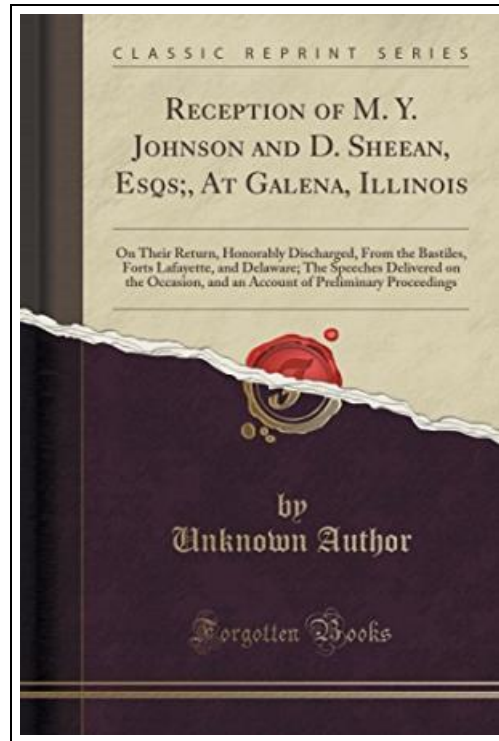 CLASSIC REPRINT SERIES
RECEPTION OF M. Y.
JOHNSON AND D. SHEEAN,
ESQS;, AT GALENA, ILLINOIS
On Their Return, Honorably Discharged, From the Bastiles,
Forts Lafayette, and Delaware; The Speeches Delivered on
the Occasion, and an Account of Preliminary Proceedings
by
Unknown Author
Forgotten Books